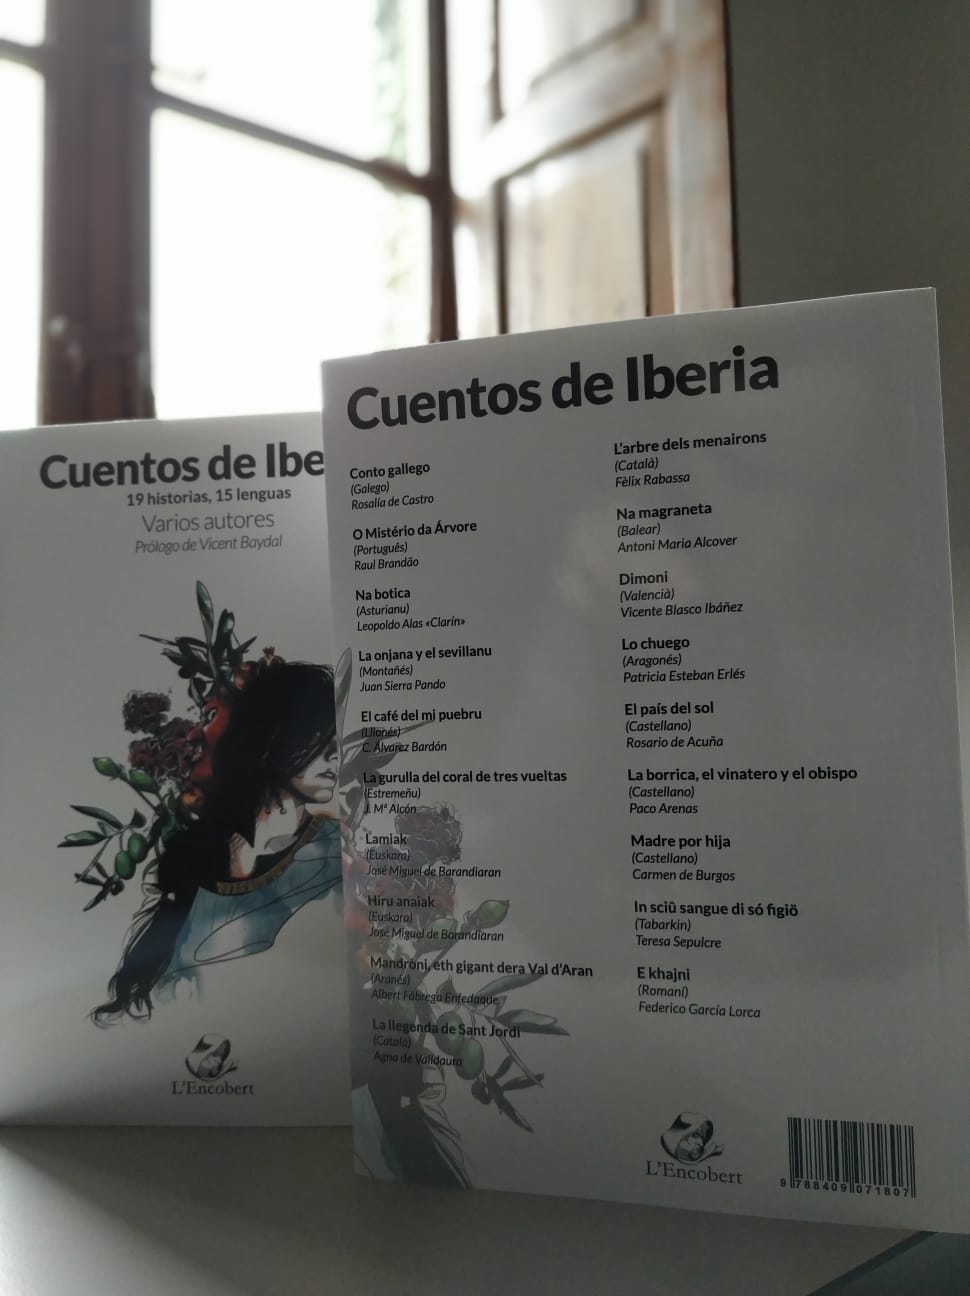 Cuentos de Ibe
19 historias, 15 lenguas
Varios autores
Prólogo de Vicent Baydal
L'Encobert
Cuentos de Iberia
Conto gallego
(Galego)
Rosalía de Castro
O Mistério da Árvore
(Português)
Raul Brandão
Na botica
(Asturianu)
Leopoldo Alas «Clarín»
La onjana y el sevillanu
(Montañés)
Juan Sierra Pando
El café del mi puebru
(Llionés)
C. Álvarez Bardón
La gurulla del coral de tres vueltas
(Estremeñu)
J. Mª Alcón
Lamiak
(Euskara)
José Miguel de Barandiaran
Hiru anaiak
(Euskara)
José Miguel de Barandiaran
Mandròni, eth gigant dera Val d'Aran
(Aranés)
Albert Fàbrega Enfedaque
La llegenda de Sant Jordi
(Català)
Agna de Valldaura
L'arbre dels menairons
(Català)
Fèlix Rabassa
Na magraneta
(Balear)
Antoni Maria Alcover
Dimoni
(Valencià)
Vicente Blasco Ibáñez
Lo chuego
(Aragonés)
Patricia Esteban Erlés
El país del sol
(Castellano)
Rosario de Acuña
La borrica, el vinatero y el obispo
(Castellano)
Paco Arenas
Madre por hija
(Castellano)
Carmen de Burgos
In sciû sangue di só figiö
(Tabarkin)
Teresa Sepulcre
E khajni
(Romaní)
Federico García Lorca
L'Encobert
9 788409 071807